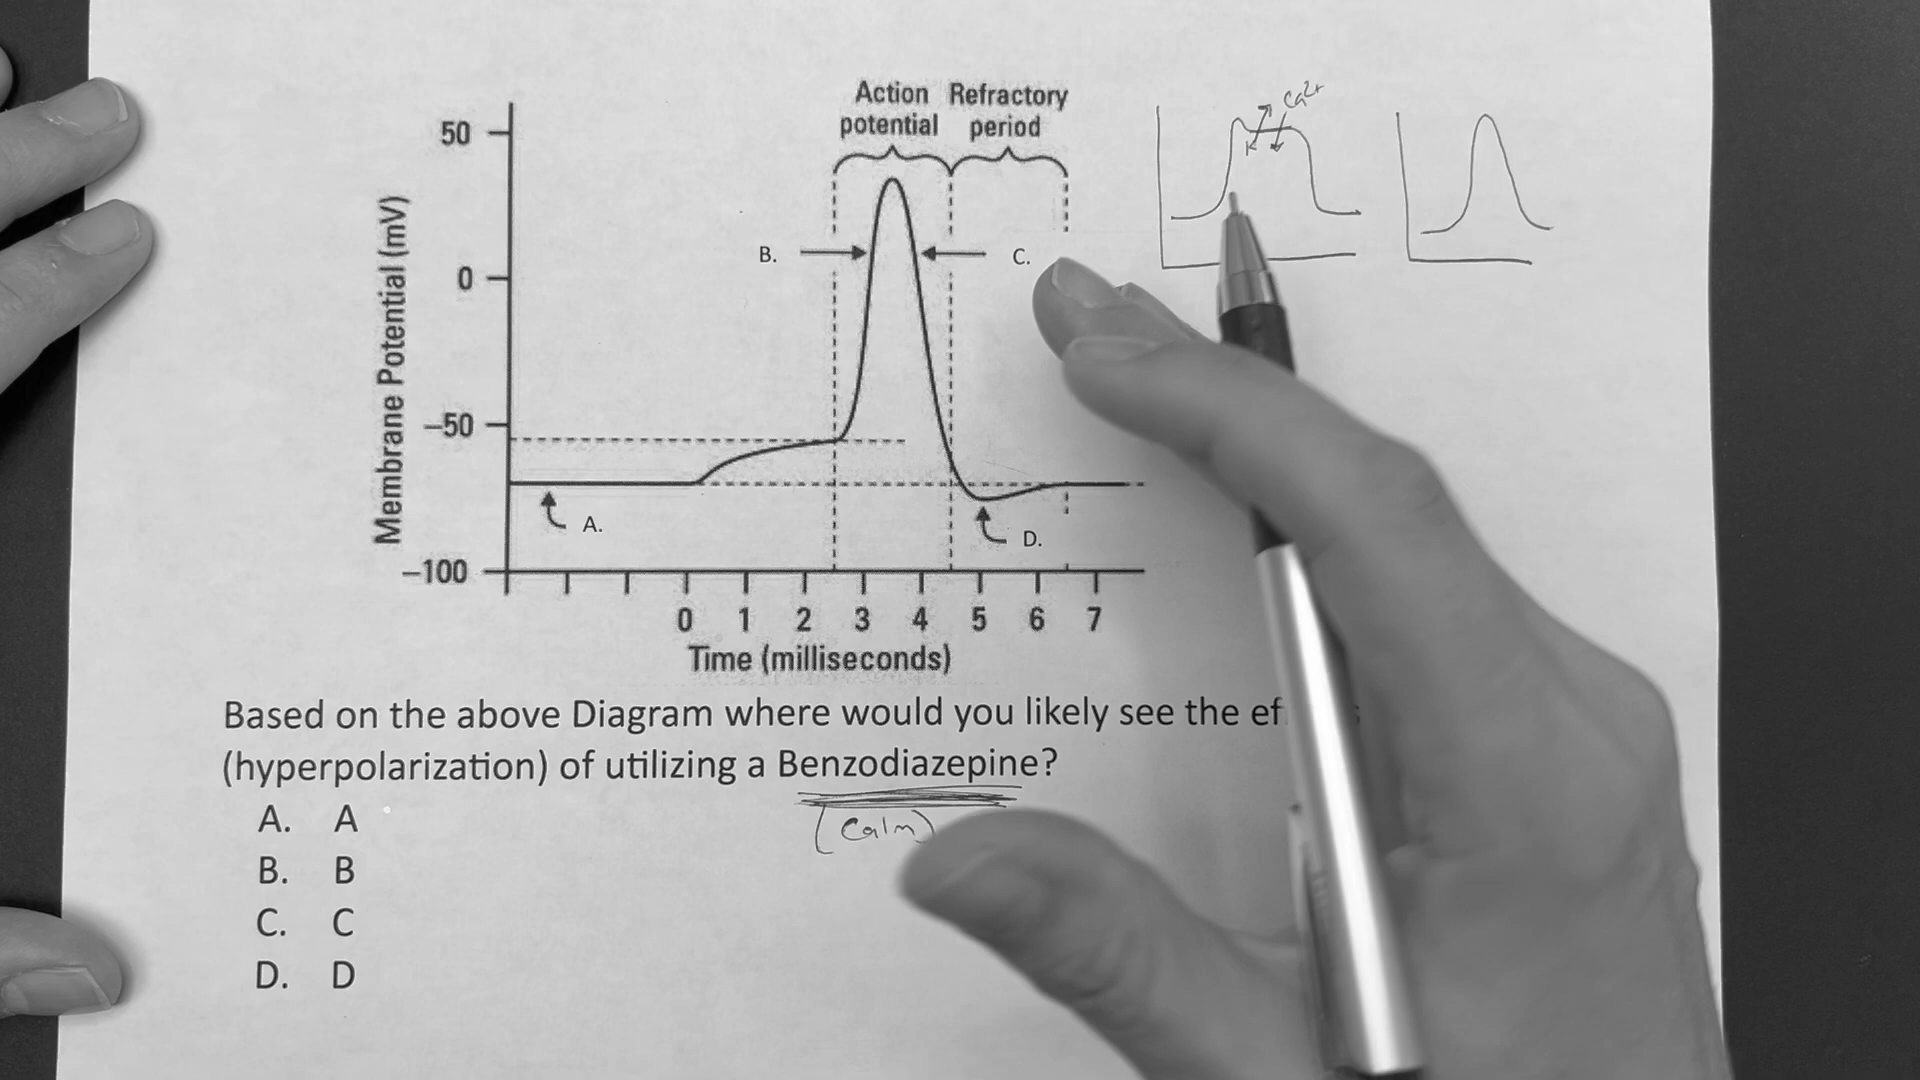 Action Refractory
potential period
50
0
−50
−100
Membrane Potential (mV)
B.
C.
A.
D.
0 1 2 3 4 5 6 7
Time (milliseconds)
Ca2+
K
Based on the above Diagram where would you likely see the
(hyperpolarization) of utilizing a Benzodiazepine?
(Calm)
A. A
B. B
C. C
D. D